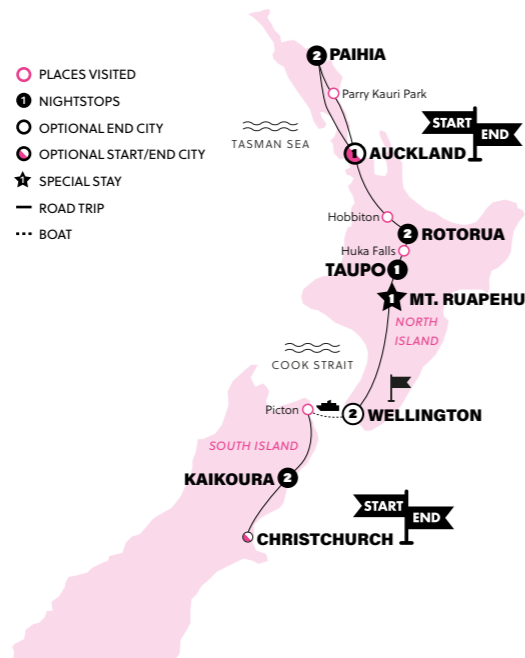 PLACES VISITED
1 NIGHTSTOPS
OPTIONAL END CITY
OPTIONAL START/END CITY
1 SPECIAL STAY
ROAD TRIP
BOAT
2 PAIHIA
Parry Kauri Park
TASMAN SEA
START
END
1 AUCKLAND
Hobbiton
2 ROTORUA
Huka Falls
TAUPO 1
1 MT. RUAPEHU
NORTH
ISLAND
COOK STRAIT
Picton
2 WELLINGTON
SOUTH ISLAND
KAIKOURA 2
START
END
CHRISTCHURCH